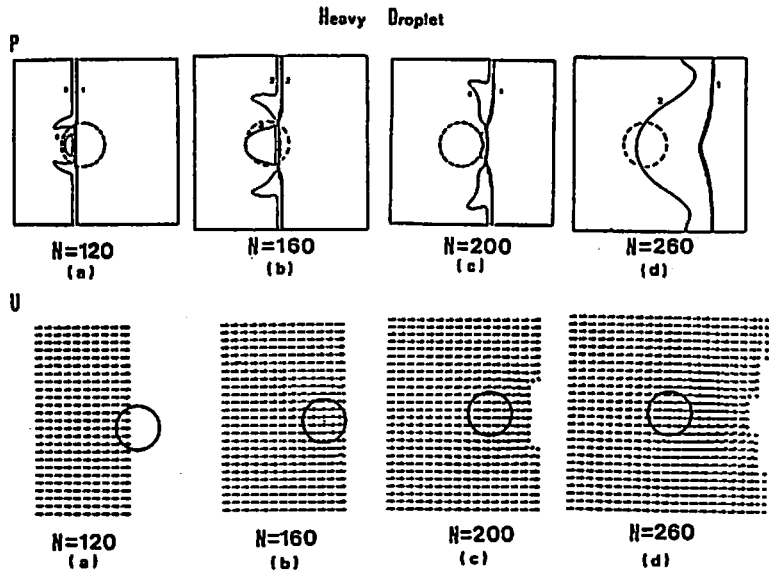 Heavy Droplet
P
N=120 N=160 N=200 N=260
(a) (b) (c) (d)
U
N=120 N=160 N=200 N=260
(a) (b) (c) (d)